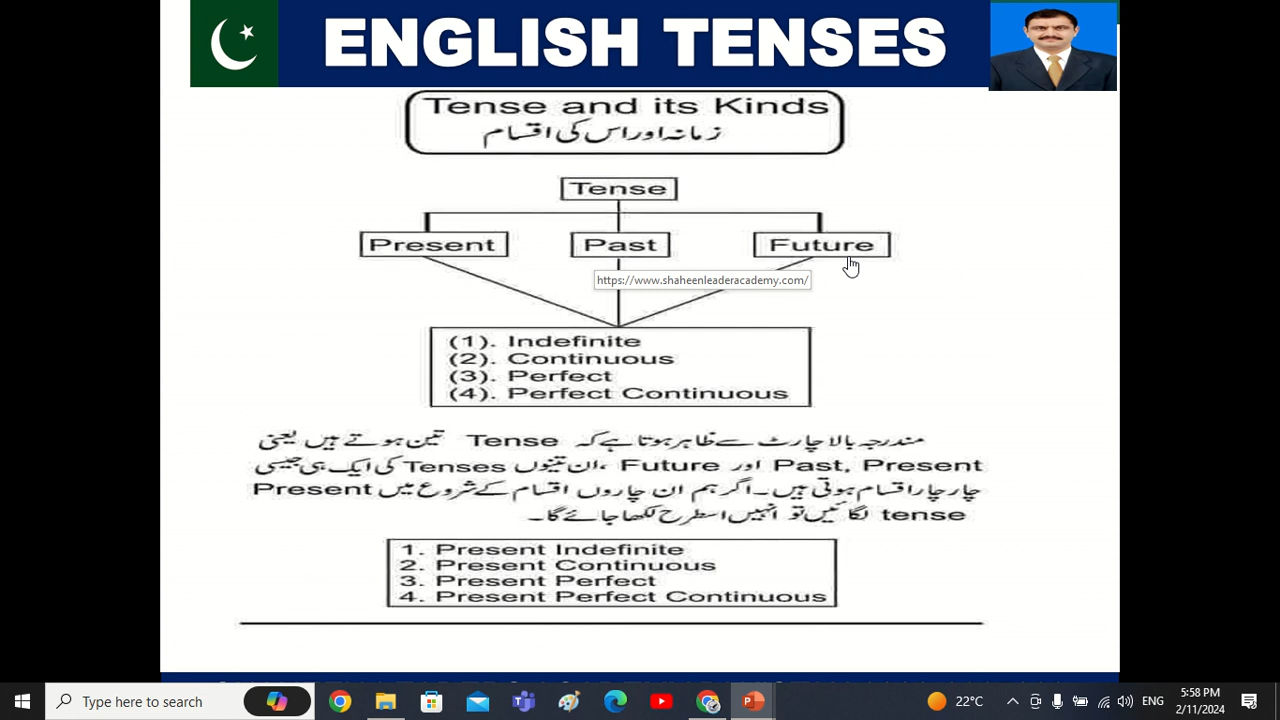 ENGLISH TENSES
Tense and its Kinds
زمانہ اور اس کی اقسام
Tense
Present Past Future
https://www.shaheenleaderacademy.com/
(1). Indefinite
(2). Continuous
(3). Perfect
(4). Perfect Continuous
مندرجہ بالا چارٹ سے ظاہر ہوتا ہے کہ Tense تین ہوتے ہیں یعنی
Past, Present اور Future ،ان تینوں Tenses کی ایک ہی جیسی
چار چار اقسام ہوتی ہیں۔ اگر ہم ان چاروں اقسام کے شروع میں Present
tense لگائیں تو انہیں اسطرح لکھا جائے گا۔
1. Present Indefinite
2. Present Continuous
3. Present Perfect
4. Present Perfect Continuous
Type here to search
22°C
ENG
5:58 PM
2/11/2024